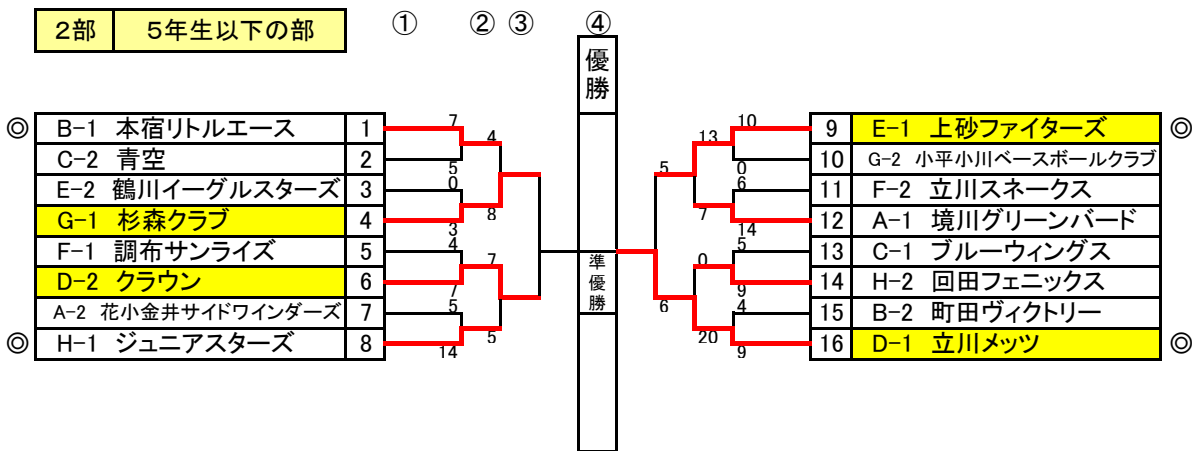 2部 5年生以下の部 ① ② ③ ④
優勝
◎ B-1 本宿リトルエース 1
C-2 青空 2
E-2 鶴川イーグルスターズ 3
G-1 杉森クラブ 4
F-1 調布サンライズ 5
D-2 クラウン 6
A-2 花小金井サイドワインダーズ 7
◎ H-1 ジュニアスターズ 8
7
5
0
3
4
7
5
14
4
8
7
5
準優勝
5
6
13
7
0
20
10
0
6
14
5
9
4
9
9 E-1 上砂ファイターズ ◎
10 G-2 小平小川ベースボールクラブ
11 F-2 立川スネークス
12 A-1 境川グリーンバード
13 C-1 ブルーウィングス
14 H-2 回田フェニックス
15 B-2 町田ヴィクトリー
16 D-1 立川メッツ ◎